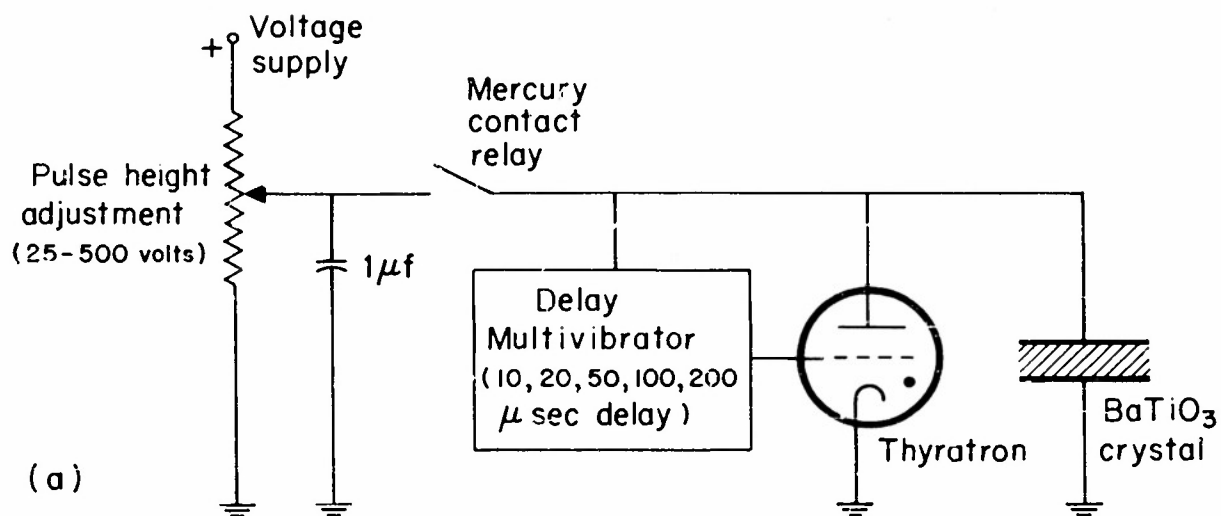 + Voltage
supply
Mercury
contact
relay
Pulse height
adjustment
(25-500 volts)
1μf
Delay
Multivibrator
(10, 20, 50, 100, 200
μ sec delay)
Thyratron
BaTiO₃
crystal
(a)